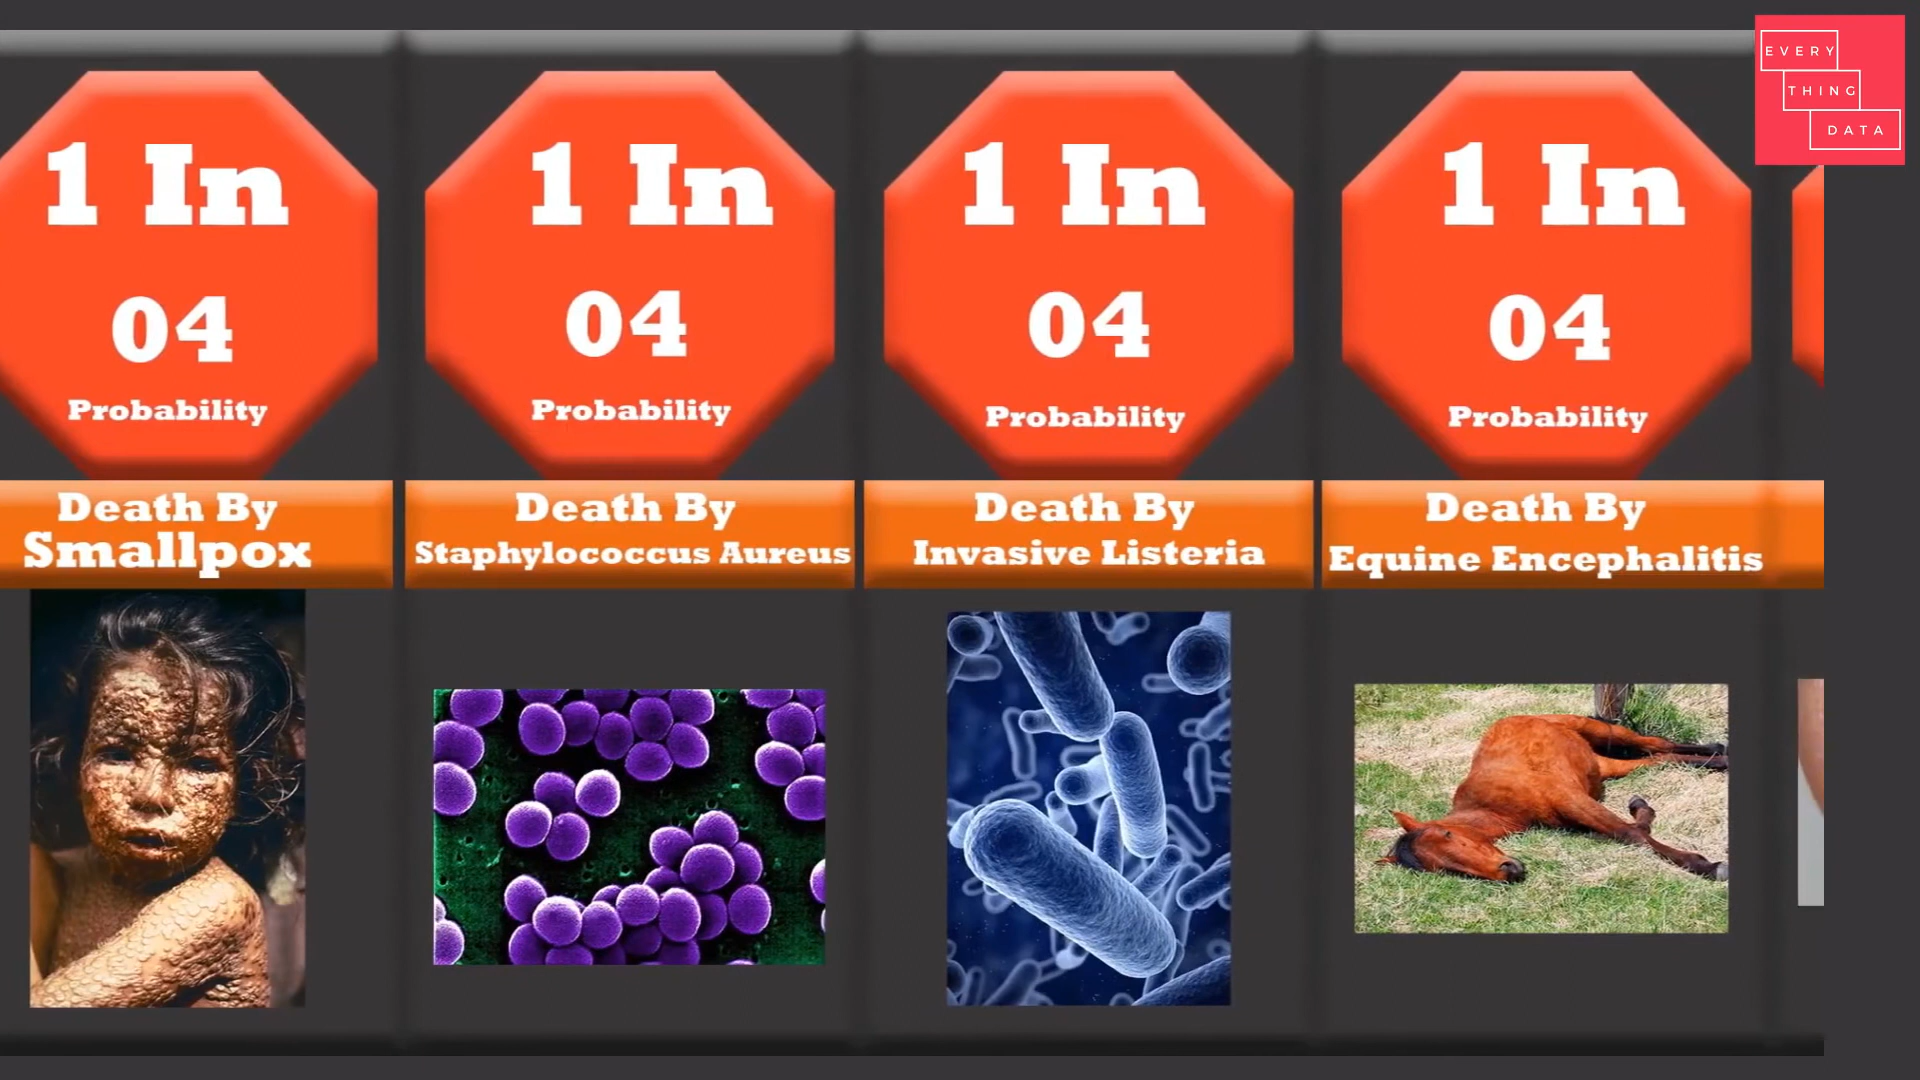 1 In
04
Probability
Death By
Smallpox
1 In
04
Probability
Death By
Staphylococcus Aureus
1 In
04
Probability
Death By
Invasive Listeria
1 In
04
Probability
Death By
Equine Encephalitis
EVERY
THING
DATA